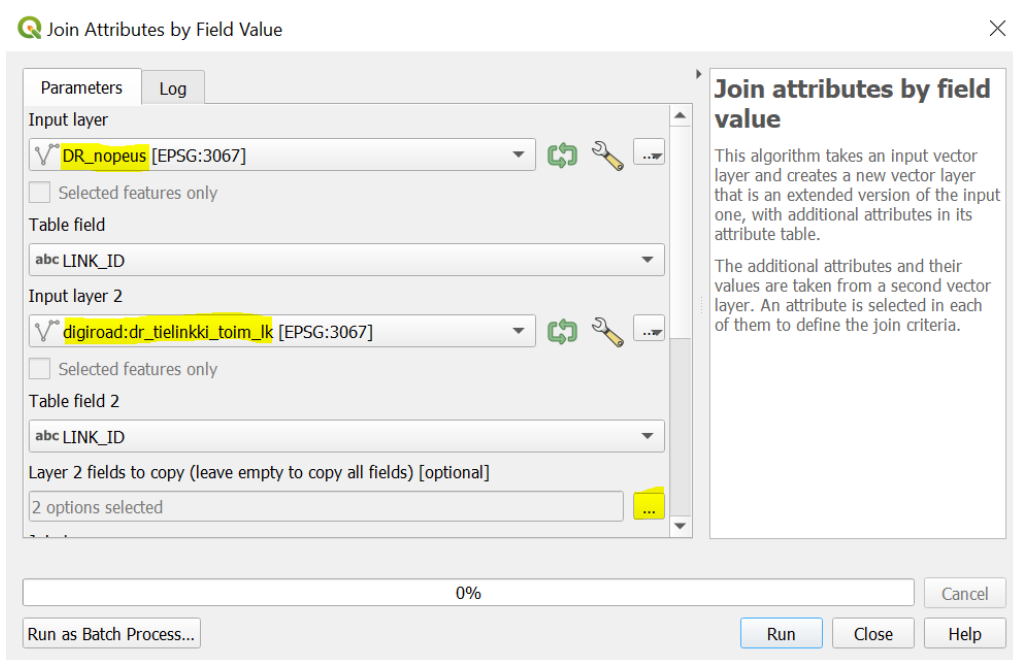 Join Attributes by Field Value
Parameters
Log
Input layer
DR_nopeus [EPSG:3067]
...
Selected features only
Table field
abc LINK_ID
Input layer 2
digiroad:dr_tielinkki_toim_lk [EPSG:3067]
...
Selected features only
Table field 2
abc LINK_ID
Layer 2 fields to copy (leave empty to copy all fields) [optional]
2 options selected
...
Join attributes by field
value
This algorithm takes an input vector
layer and creates a new vector layer
that is an extended version of the input
one, with additional attributes in its
attribute table.
The additional attributes and their
values are taken from a second vector
layer. An attribute is selected in each
of them to define the join criteria.
0%
Cancel
Run as Batch Process...
Run
Close
Help